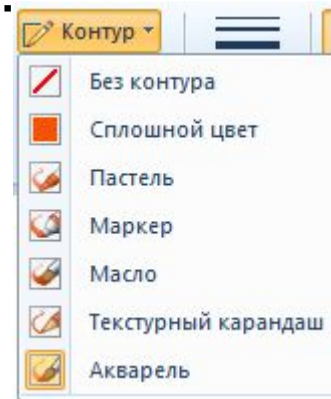 Контур
Без контура
Сплошной цвет
Пастель
Маркер
Масло
Текстурный карандаш
Акварель